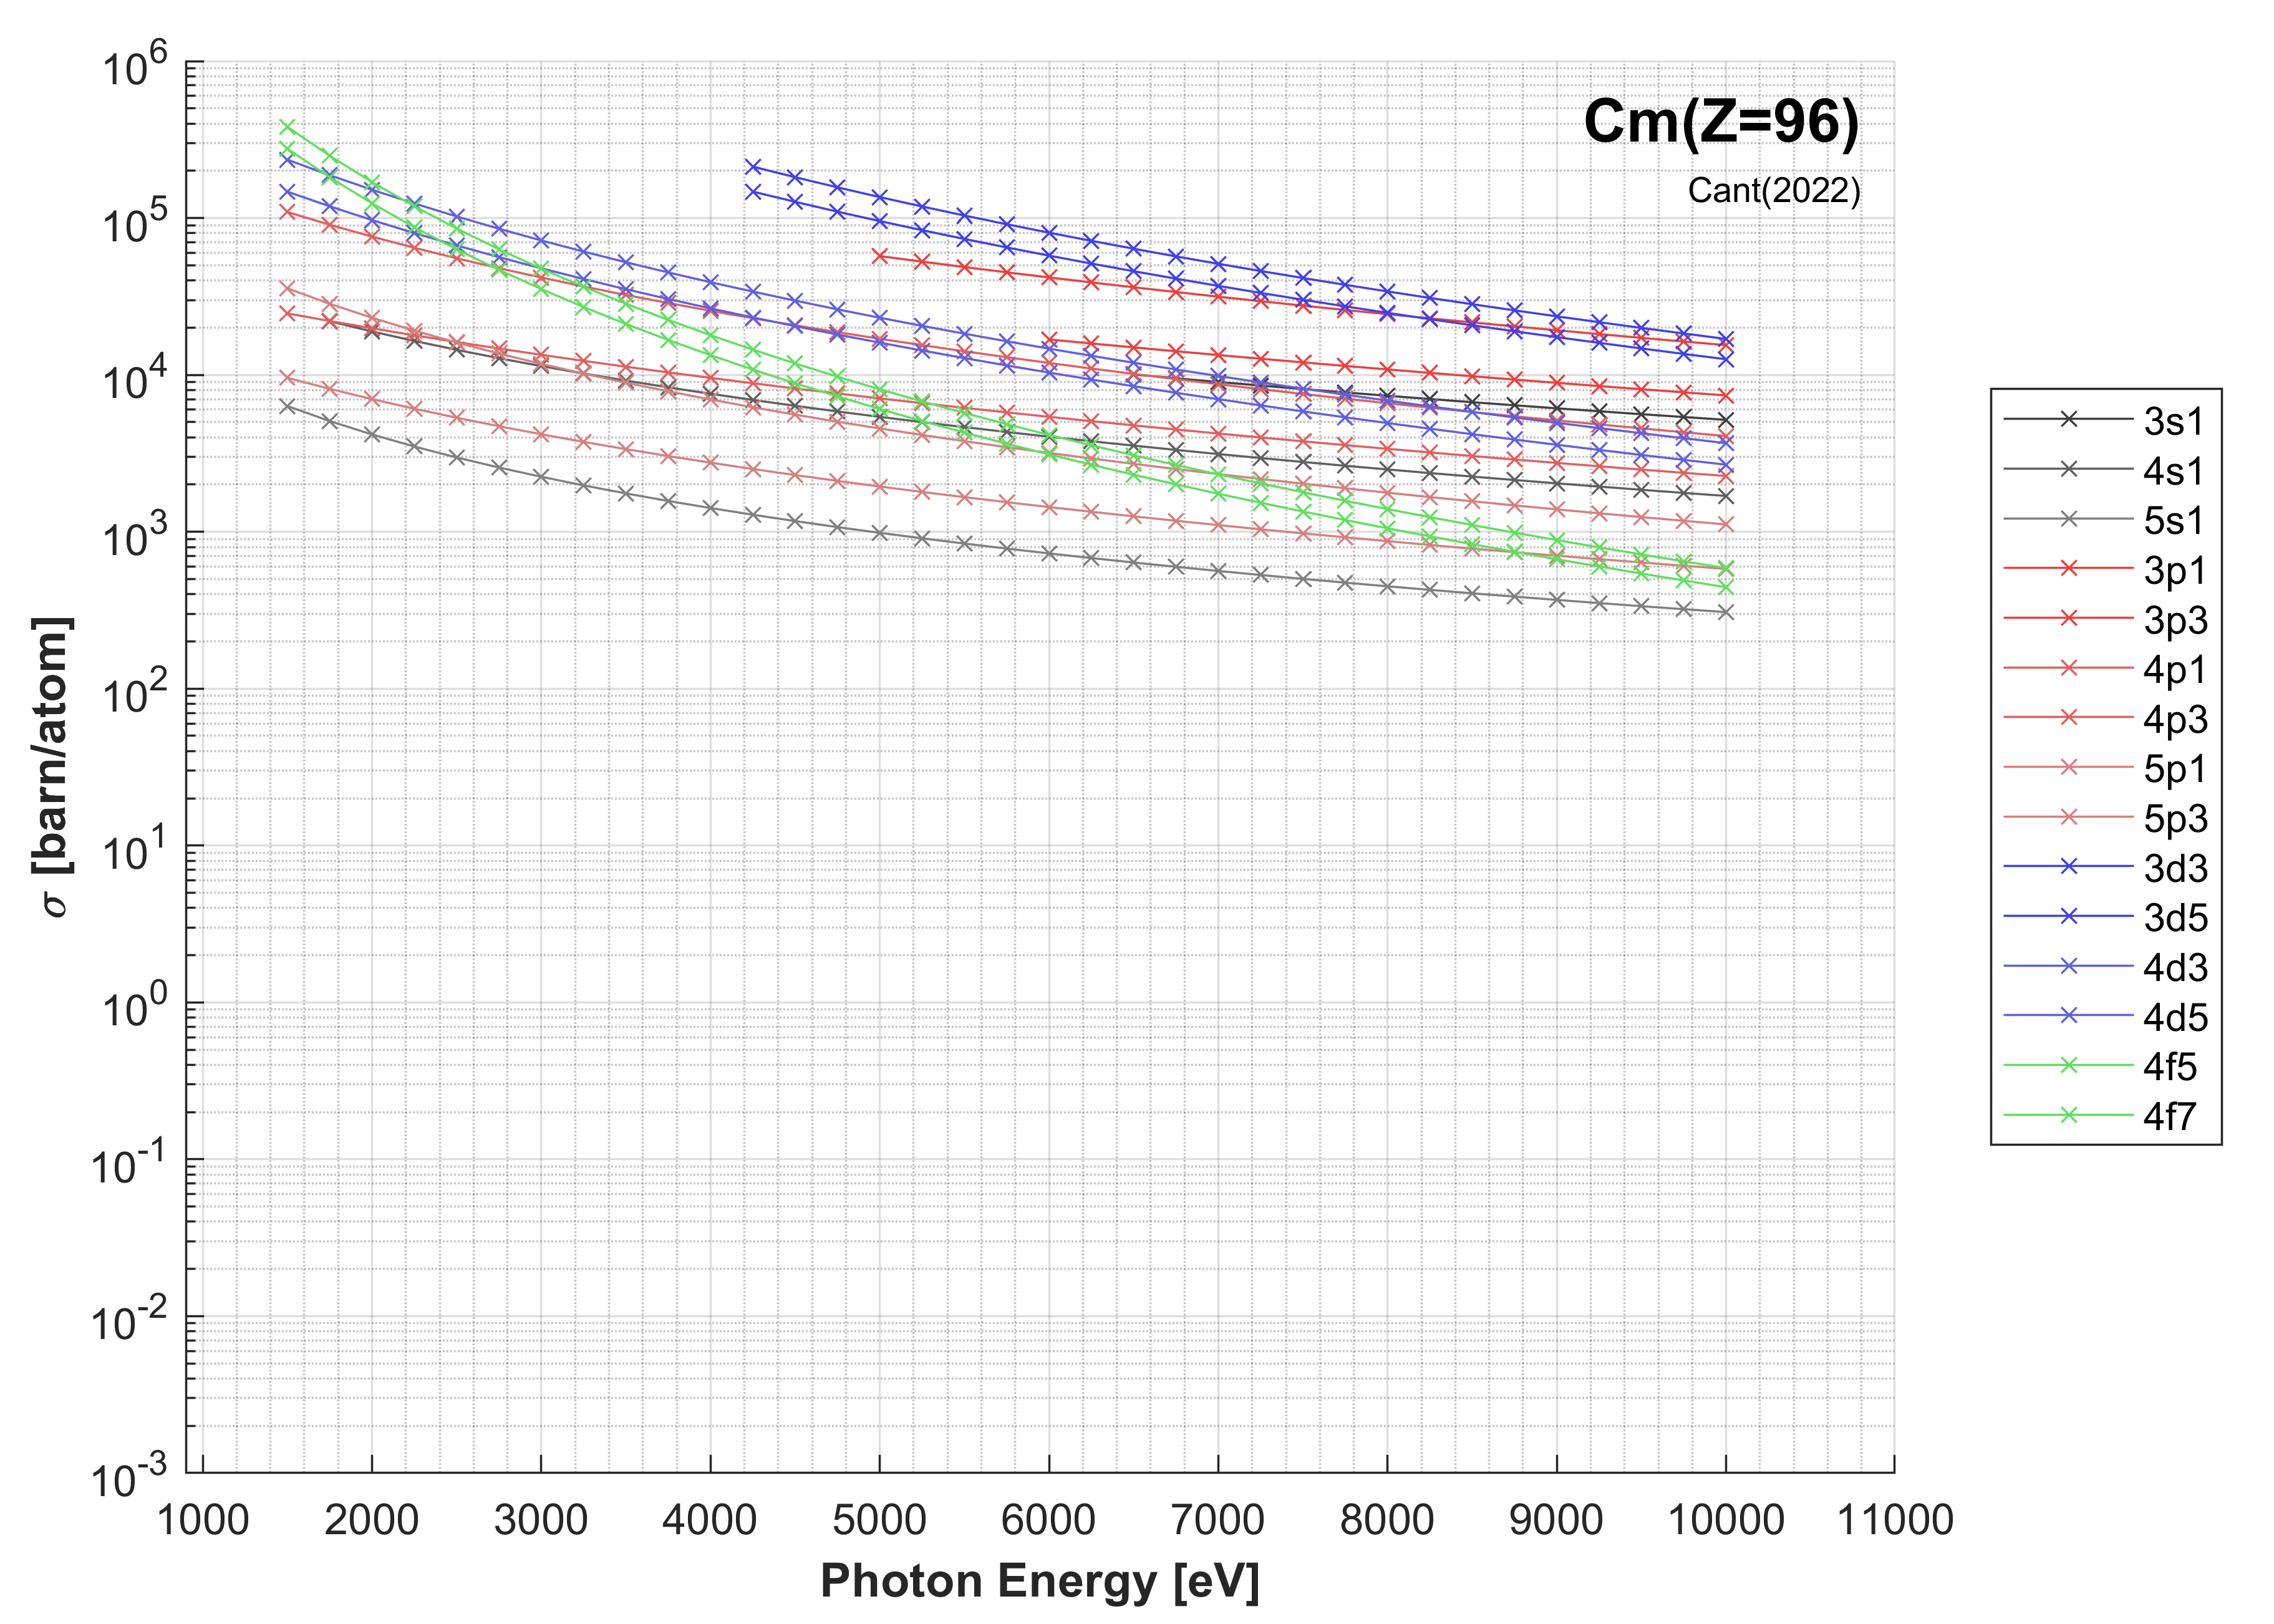 Cm(Z=96)
Cant(2022)
10^6
10^5
10^4
10^3
10^2
10^1
10^0
10^-1
10^-2
10^-3
σ [barn/atom]
1000 2000 3000 4000 5000 6000 7000 8000 9000 10000 11000
Photon Energy [eV]
3s1
4s1
5s1
3p1
3p3
4p1
4p3
5p1
5p3
3d3
3d5
4d3
4d5
4f5
4f7